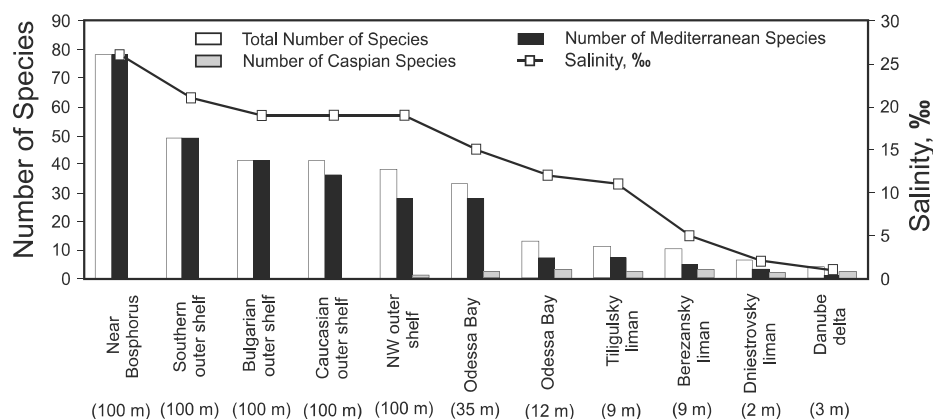 90
80
70
60
50
40
30
20
10
0
Number of Species
Total Number of Species
Number of Mediterranean Species
Number of Caspian Species
Salinity, ‰
30
25
20
15
10
5
0
Salinity, ‰
Near
Bosphorus
Southern
outer shelf
Bulgarian
outer shelf
Caucasian
outer shelf
NW outer
shelf
Odessa Bay
Odessa Bay
Tiligulsky
liman
Berezansky
liman
Dniestrovsky
liman
Danube
delta
(100 m) (100 m) (100 m) (100 m) (100 m) (35 m) (12 m) (9 m) (9 m) (2 m) (3 m)